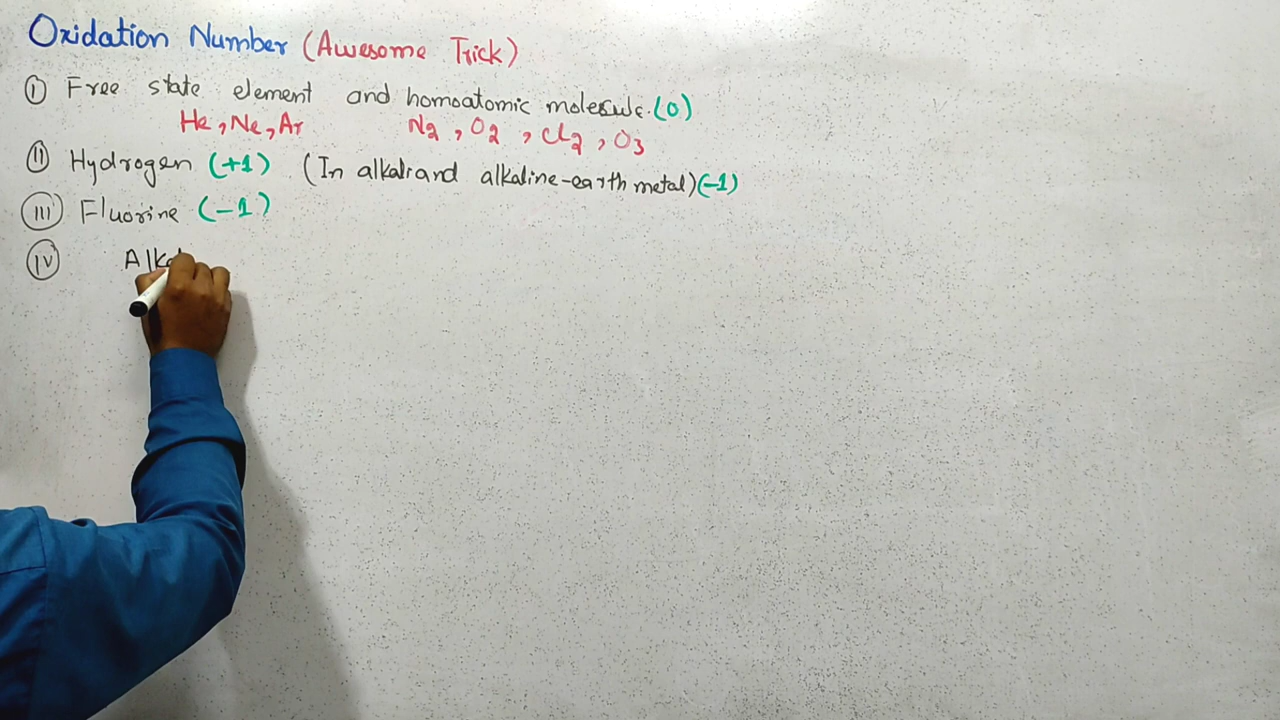 Oxidation Number (Awesome Trick)
(i) Free state element and homoatomic molecule. (0)
He, Ne, Ar N2, O2, Cl2, O3
(ii) Hydrogen (+1) (In alkali and alkaline-earth metal) (-1)
(iii) Fluorine (-1)
(iv)